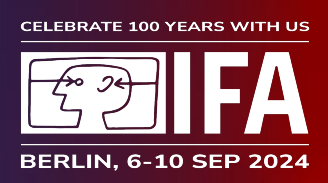 CELEBRATE 100 YEARS WITH US
IFA
BERLIN, 6-10 SEP 2024